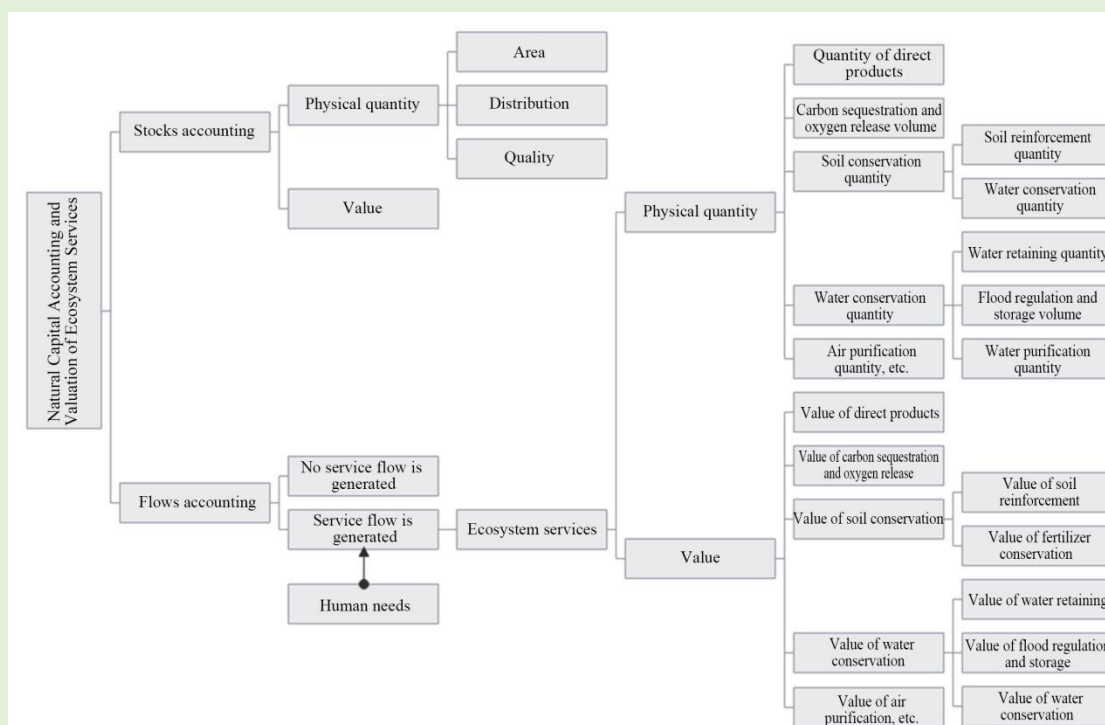 Natural Capital Accounting and
Valuation of Ecosystem Services
Stocks accounting
Physical quantity
Area
Distribution
Quality
Value
Flows accounting
No service flow is
generated
Service flow is
generated
Human needs
Ecosystem services
Physical quantity
Quantity of direct
products
Carbon sequestration and
oxygen release volume
Soil conservation
quantity
Soil reinforcement
quantity
Water conservation
quantity
Water conservation
quantity
Water retaining quantity
Flood regulation and
storage volume
Water purification
quantity
Air purification
quantity, etc.
Value
Value of direct products
Value of carbon sequestration
and oxygen release
Value of soil conservation
Value of soil
reinforcement
Value of fertilizer
conservation
Value of water
conservation
Value of water retaining
Value of flood regulation
and storage
Value of water
conservation
Value of air
purification, etc.